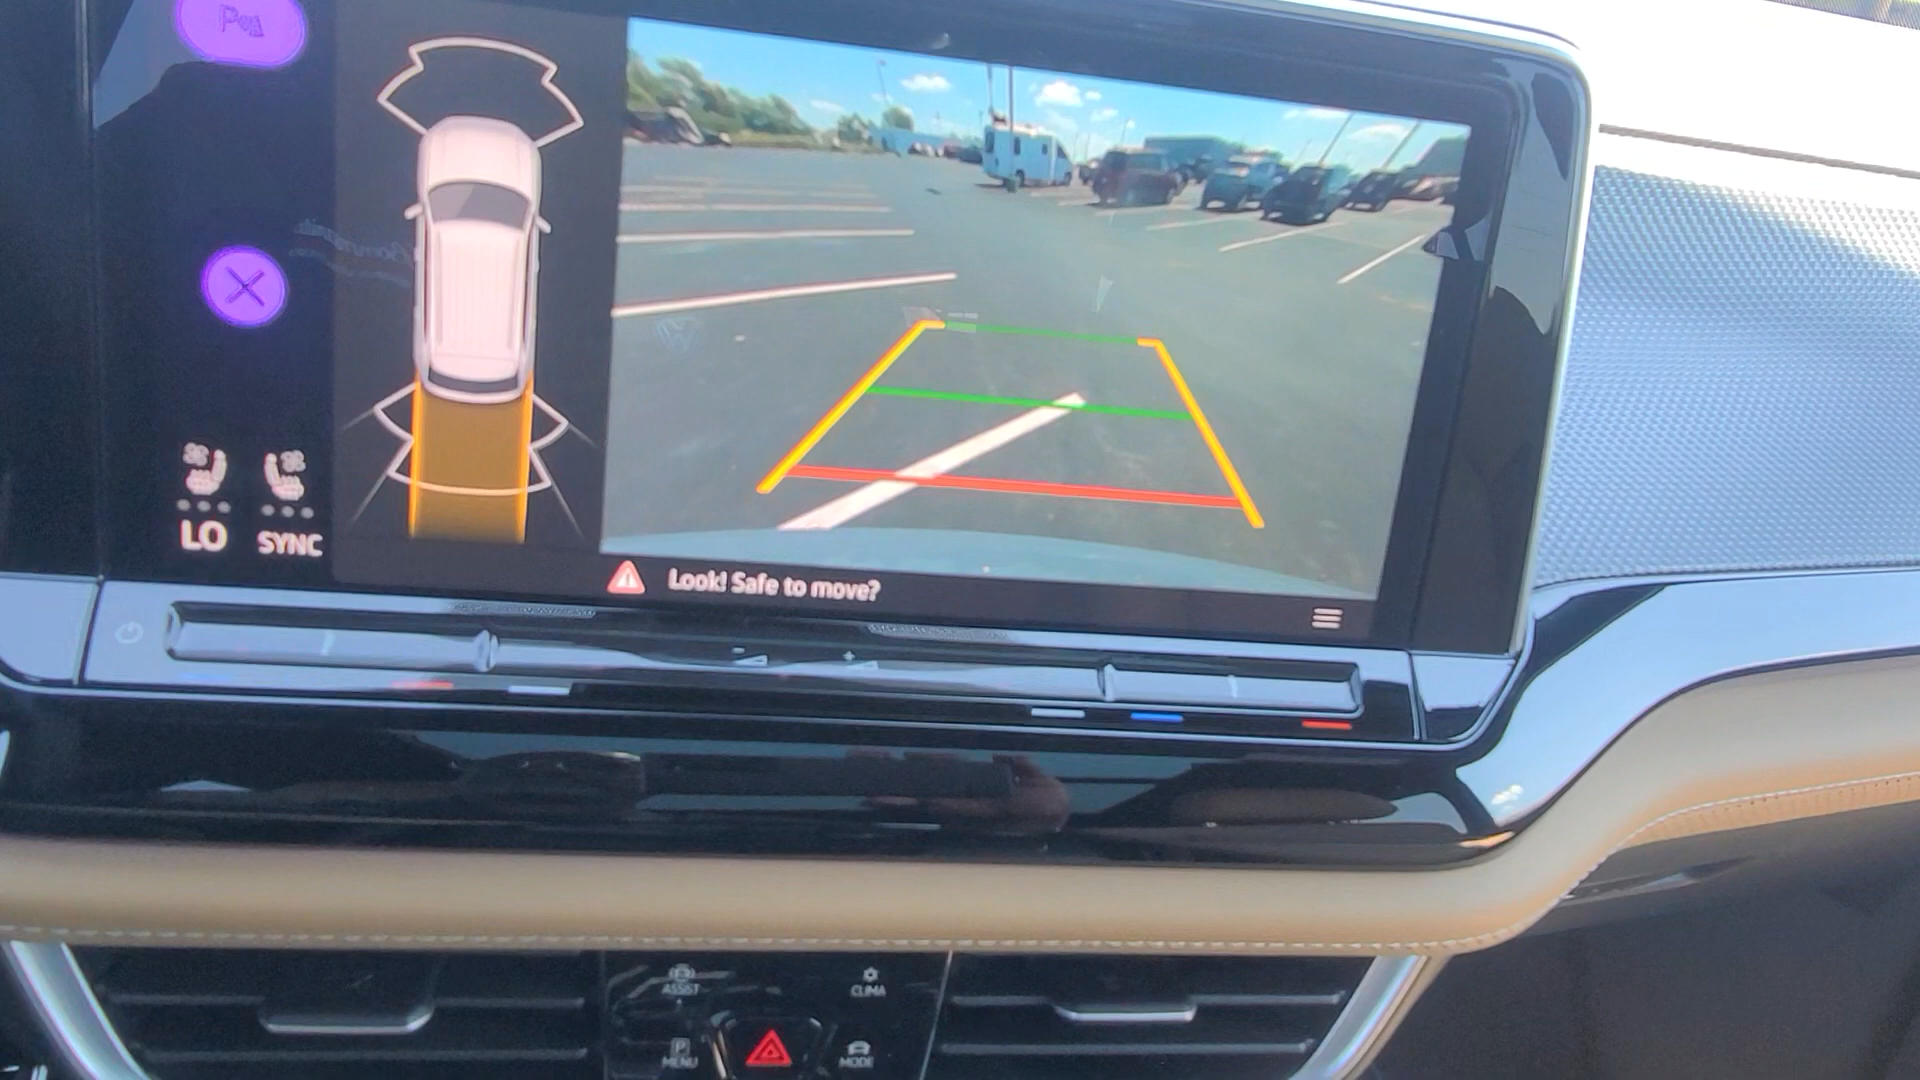 LO
SYNC
Look! Safe to move?
ASSIST
CLIMA
P
MENU
MODE